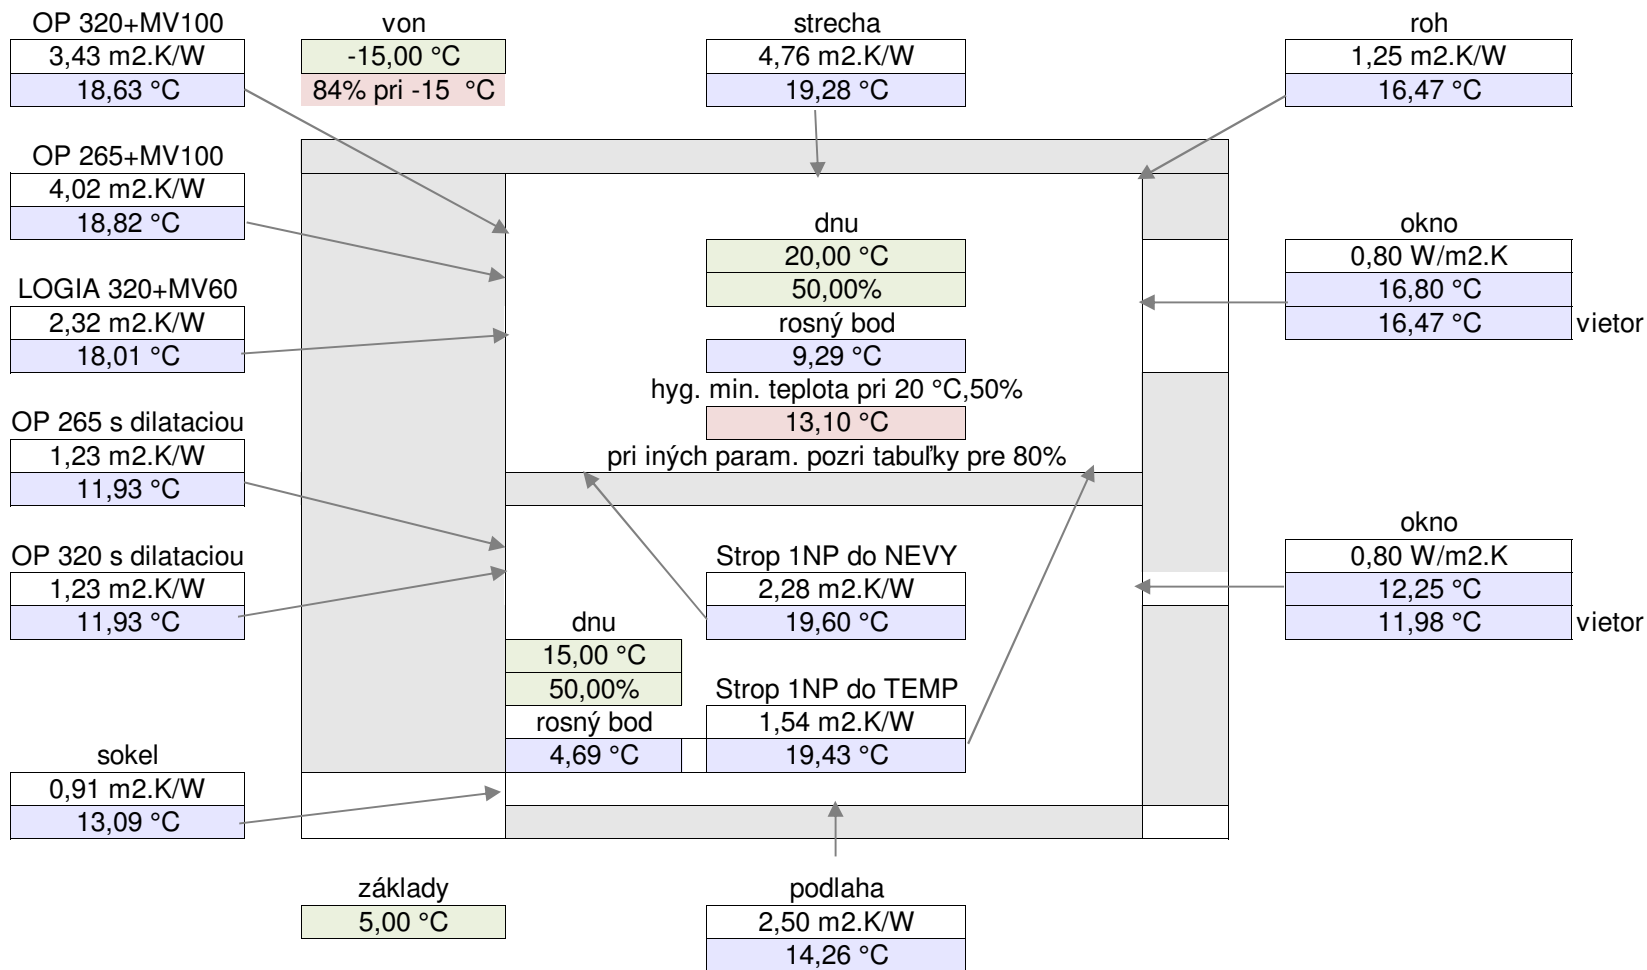 OP 320+MV100
3,43 m2.K/W
18,63 °C
von
-15,00 °C
84% pri -15 °C
strecha
4,76 m2.K/W
19,28 °C
roh
1,25 m2.K/W
16,47 °C
OP 265+MV100
4,02 m2.K/W
18,82 °C
dnu
20,00 °C
50,00%
rosný bod
9,29 °C
hyg. min. teplota pri 20 °C,50%
13,10 °C
pri iných param. pozri tabuľky pre 80%
okno
0,80 W/m2.K
16,80 °C
16,47 °C vietor
LOGIA 320+MV60
2,32 m2.K/W
18,01 °C
OP 265 s dilataciou
1,23 m2.K/W
11,93 °C
OP 320 s dilataciou
1,23 m2.K/W
11,93 °C
Strop 1NP do NEVY
2,28 m2.K/W
19,60 °C
okno
0,80 W/m2.K
12,25 °C
11,98 °C vietor
dnu
15,00 °C
50,00%
rosný bod
4,69 °C
Strop 1NP do TEMP
1,54 m2.K/W
19,43 °C
sokel
0,91 m2.K/W
13,09 °C
základy
5,00 °C
podlaha
2,50 m2.K/W
14,26 °C